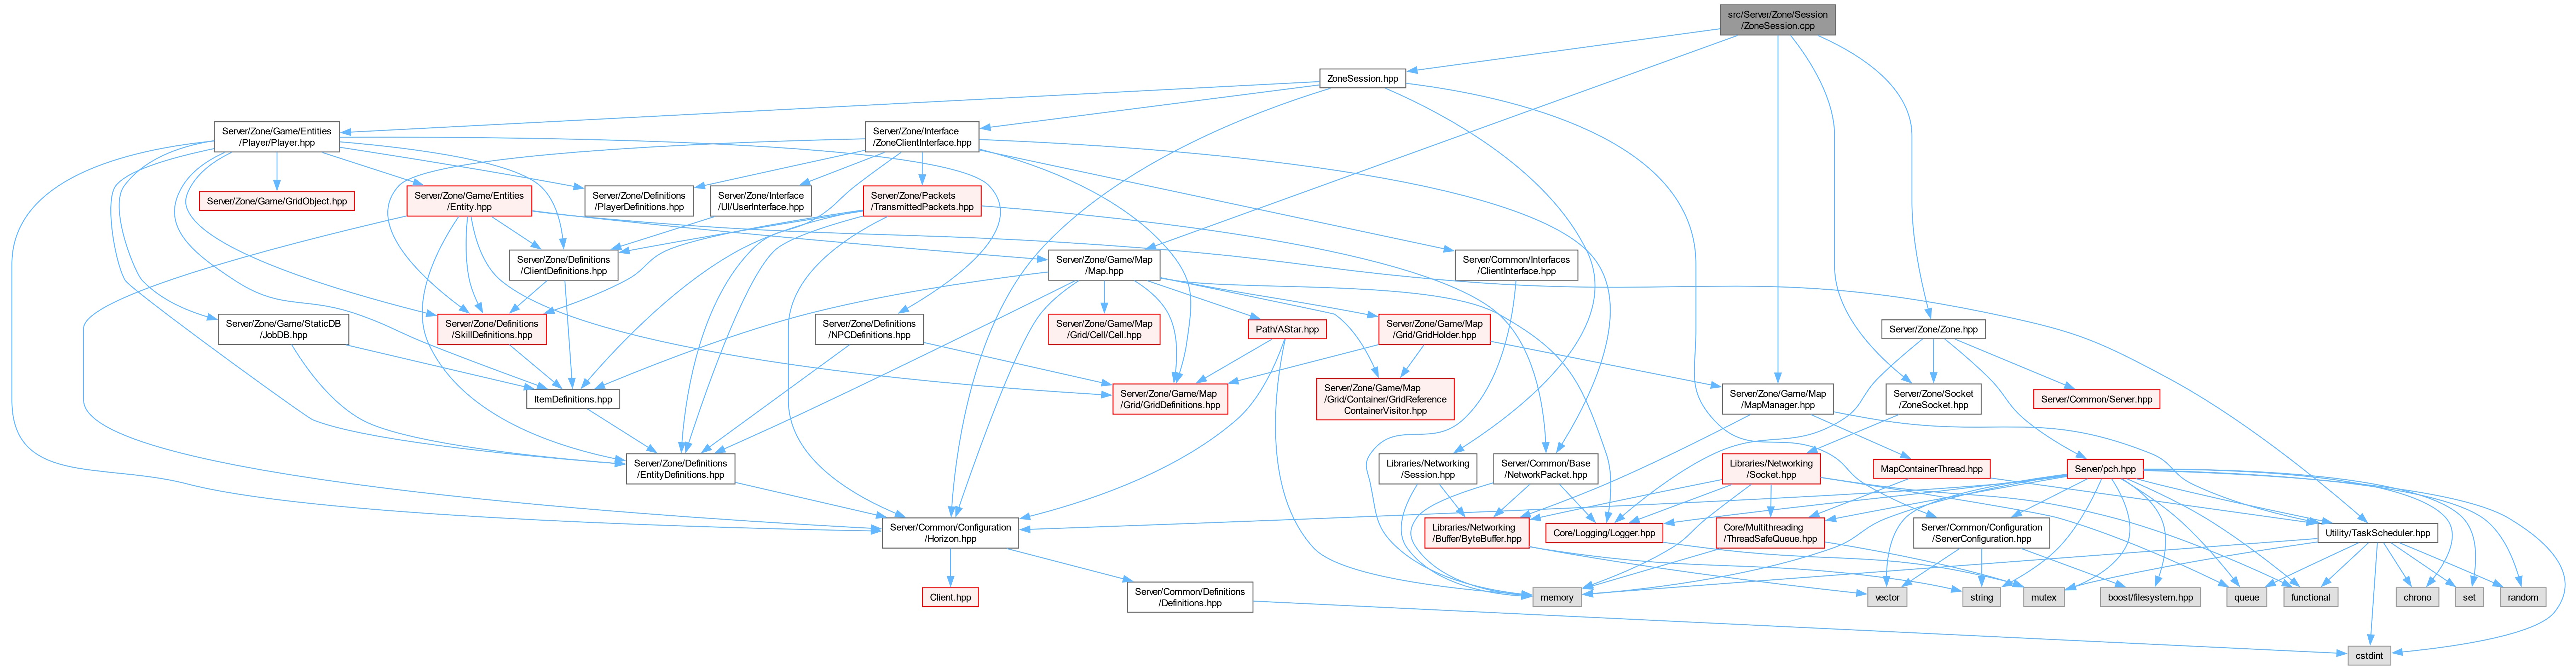 src/Server/Zone/Session
/ZoneSession.cpp
ZoneSession.hpp
Server/Zone/Game/Entities
/Player/Player.hpp
Server/Zone/Interface
/ZoneClientInterface.hpp
Server/Zone/Game/GridObject.hpp
Server/Zone/Game/Entities
/Entity.hpp
Server/Zone/Definitions
/PlayerDefinitions.hpp
Server/Zone/Interface
/UI/UserInterface.hpp
Server/Zone/Packets
/TransmittedPackets.hpp
Server/Zone/Definitions
/ClientDefinitions.hpp
Server/Zone/Game/Map
/Map.hpp
Server/Common/Interfaces
/ClientInterface.hpp
Server/Zone/Game/StaticDB
/JobDB.hpp
Server/Zone/Definitions
/SkillDefinitions.hpp
Server/Zone/Definitions
/NPCDefinitions.hpp
Server/Zone/Game/Map
/Grid/Cell/Cell.hpp
Path/AStar.hpp
Server/Zone/Game/Map
/Grid/GridHolder.hpp
Server/Zone/Zone.hpp
ItemDefinitions.hpp
Server/Zone/Game/Map
/Grid/GridDefinitions.hpp
Server/Zone/Game/Map
/Grid/Container/GridReference
ContainerVisitor.hpp
Server/Zone/Game/Map
/MapManager.hpp
Server/Zone/Socket
/ZoneSocket.hpp
Server/Common/Server.hpp
Server/Zone/Definitions
/EntityDefinitions.hpp
Libraries/Networking
/Session.hpp
Server/Common/Base
/NetworkPacket.hpp
Libraries/Networking
/Socket.hpp
MapContainerThread.hpp
Server/pch.hpp
Server/Common/Configuration
/Horizon.hpp
Libraries/Networking
/Buffer/ByteBuffer.hpp
Core/Logging/Logger.hpp
Core/Multithreading
/ThreadSafeQueue.hpp
Server/Common/Configuration
/ServerConfiguration.hpp
Utility/TaskScheduler.hpp
Client.hpp
Server/Common/Definitions
/Definitions.hpp
memory
vector
string
mutex
boost/filesystem.hpp
queue
functional
chrono
set
random
cstdint